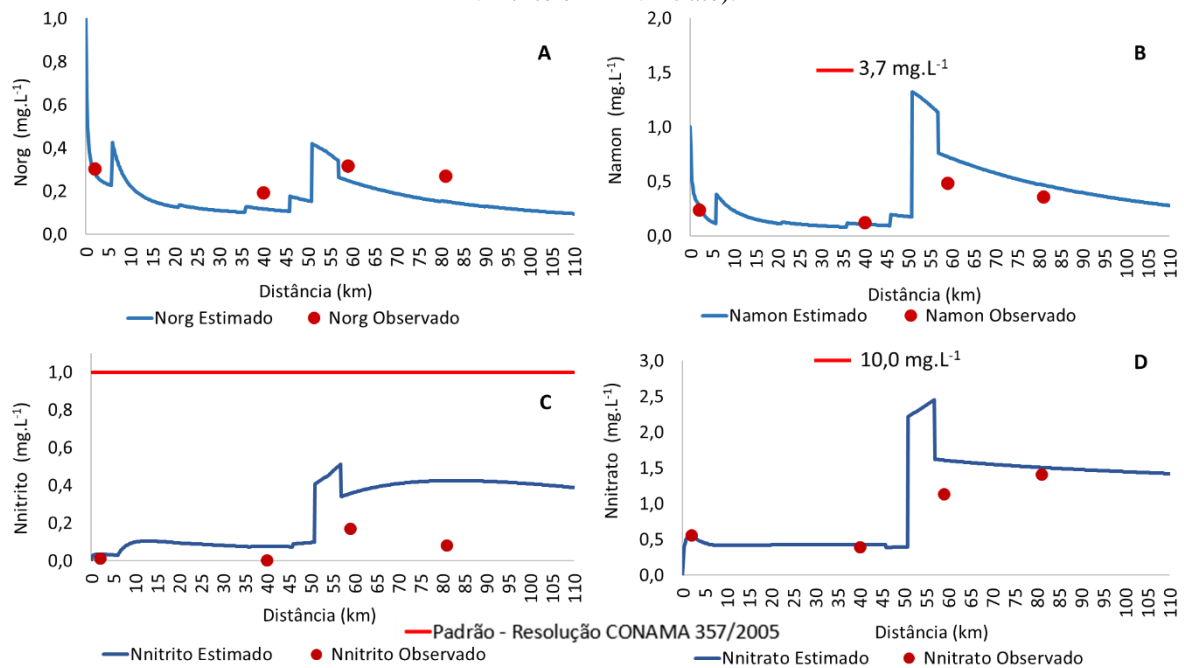 1,0
0,8
0,6
0,4
0,2
0,0
Norg (mg.L-1)
A
0 5 10 15 20 25 30 35 40 45 50 55 60 65 70 75 80 85 90 95 100 105 110
Distância (km)
Norg Estimado Norg Observado
2,0
1,5
1,0
0,5
0,0
Namon (mg.L-1)
3,7 mg.L-1
B
0 5 10 15 20 25 30 35 40 45 50 55 60 65 70 75 80 85 90 95 100 105 110
Distância (km)
Namon Estimado Namon Observado
1,0
0,8
0,6
0,4
0,2
0,0
Nnitrito (mg.L-1)
C
0 5 10 15 20 25 30 35 40 45 50 55 60 65 70 75 80 85 90 95 100 105 110
Distância (km)
3,0
2,5
2,0
1,5
1,0
0,5
0,0
Nnitrato (mg.L-1)
10,0 mg.L-1
D
0 5 10 15 20 25 30 35 40 45 50 55 60 65 70 75 80 85 90 95 100 105 110
Distância (km)
Padrão - Resolução CONAMA 357/2005
Nnitrito Estimado Nnitrito Observado
Nnitrato Estimado Nnitrato Observado